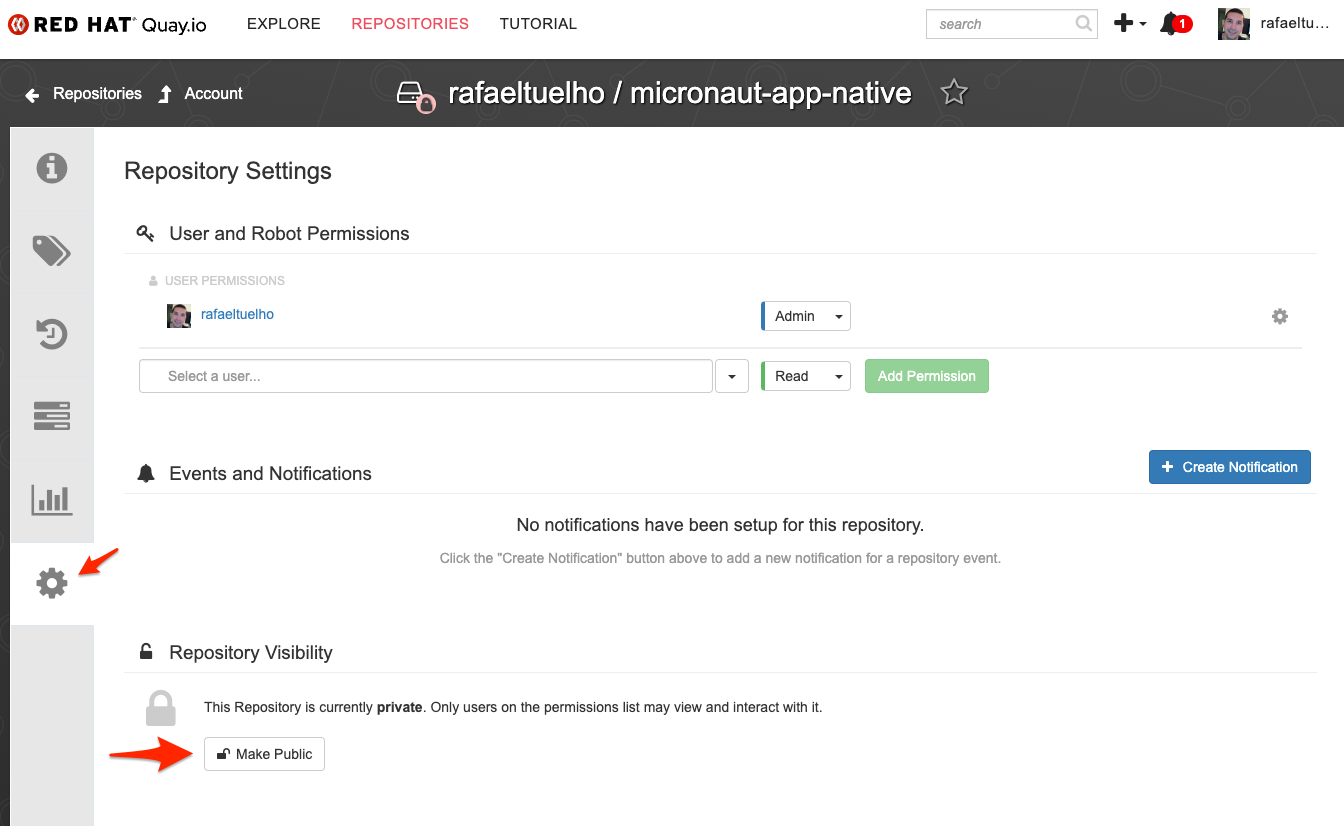 RED HAT Quay.io EXPLORE REPOSITORIES TUTORIAL search 1 rafaeltu…
Repositories Account rafaeltuelho / micronaut-app-native
Repository Settings
User and Robot Permissions
USER PERMISSIONS
rafaeltuelho Admin
Select a user... Read Add Permission
Events and Notifications Create Notification
No notifications have been setup for this repository.
Click the "Create Notification" button above to add a new notification for a repository event.
Repository Visibility
This Repository is currently private. Only users on the permissions list may view and interact with it.
Make Public